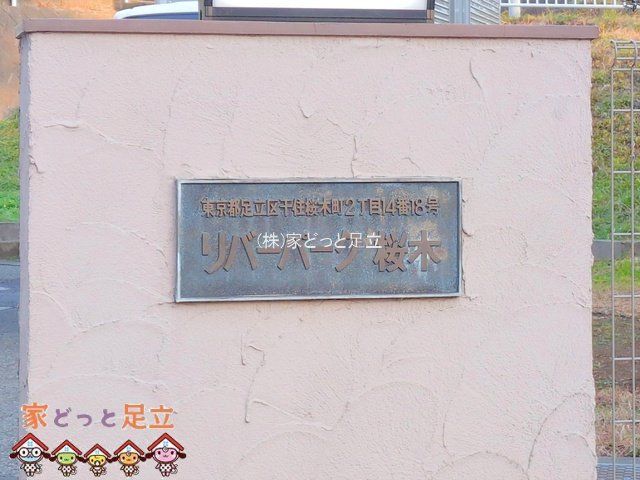 東京都足立区千住桜木町2丁目14番18号
リバーパーク 桜木
(株)家どっと足立
家どっと足立